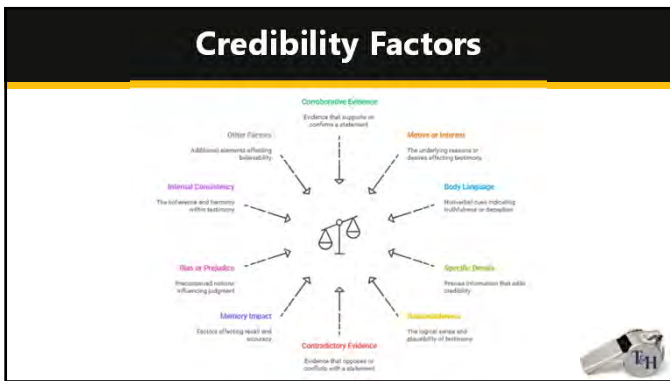 Credibility Factors
Corroborative Evidence
Evidence that supports or
confirms a statement
Other Factors
Additional elements affecting
believability
Motive or Interest
The underlying reasons or
desires affecting testimony
Internal Consistency
The coherence and harmony
within testimony
Body Language
Nonverbal cues indicating
truthfulness or deception
Bias or Prejudice
Preconceived notions
influencing judgment
Specific Details
Precise information that adds
credibility
Memory Impact
Factors affecting recall and
accuracy
Reasonableness
The logical sense and
plausibility of testimony
Contradictory Evidence
Evidence that opposes or
conflicts with a statement
T&H